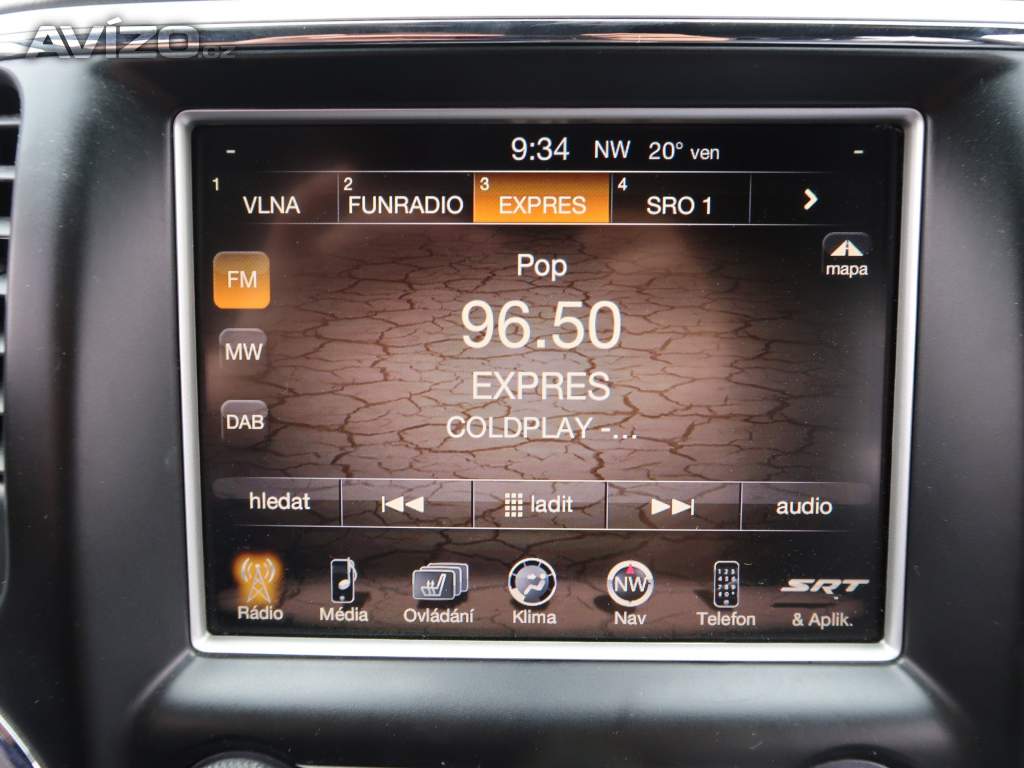 AVÍZO.cz
- 9:34 NW 20° ven -
1 VLNA 2 FUNRADIO 3 EXPRES 4 SRO 1
mapa
FM
Pop
96.50
MW
EXPRES
DAB
COLDPLAY -...
hledat ladit audio
NW
Rádio Média Ovládání Klima Nav Telefon SRT & Aplik.